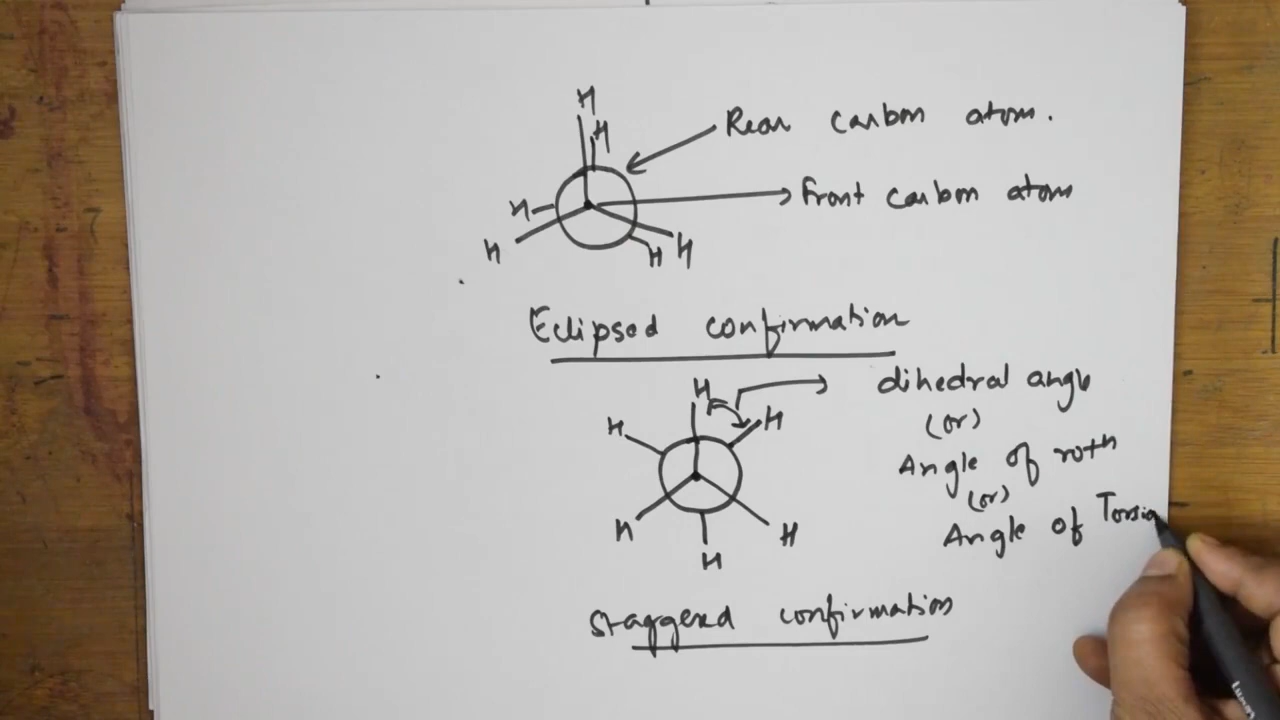 H
H
Rear carbon atom.
H
Front carbon atom
H
H H
Eclipsed confirmation
H
dihedral angle
H
H
(or)
Angle of rotn
(or)
Angle of Torsio
H
H
H
Staggered confirmation